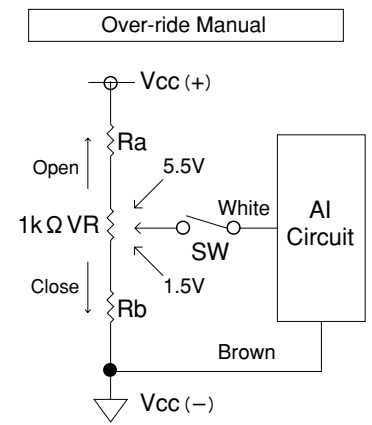 Over-ride Manual
Vcc (+)
Ra
Open
5.5V
1kΩVR
White
SW
AI
Circuit
Close
1.5V
Rb
Brown
Vcc (−)